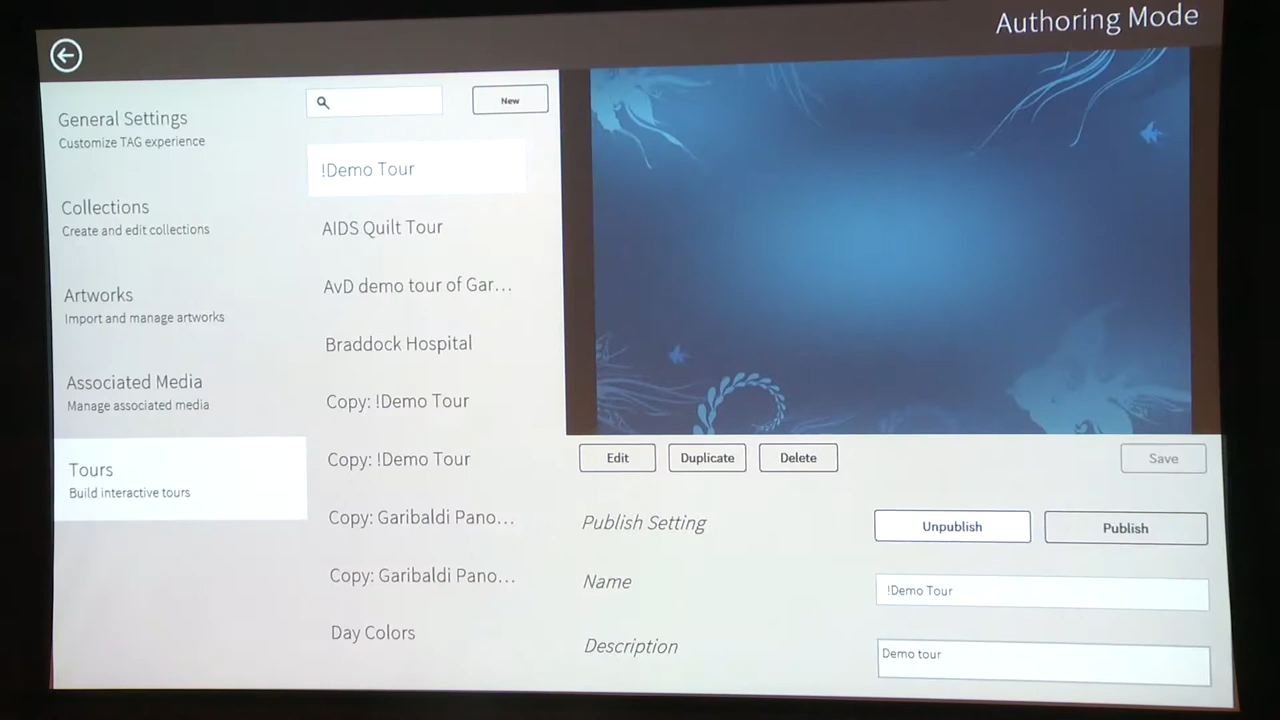 Authoring Mode
General Settings
Customize TAG experience
Collections
Create and edit collections
Artworks
Import and manage artworks
Associated Media
Manage associated media
Tours
Build interactive tours
New
!Demo Tour
AIDS Quilt Tour
AvD demo tour of Gar...
Braddock Hospital
Copy: !Demo Tour
Copy: !Demo Tour
Copy: Garibaldi Pano...
Copy: Garibaldi Pano...
Day Colors
Edit
Duplicate
Delete
Save
Publish Setting
Unpublish
Publish
Name
!Demo Tour
Description
Demo tour